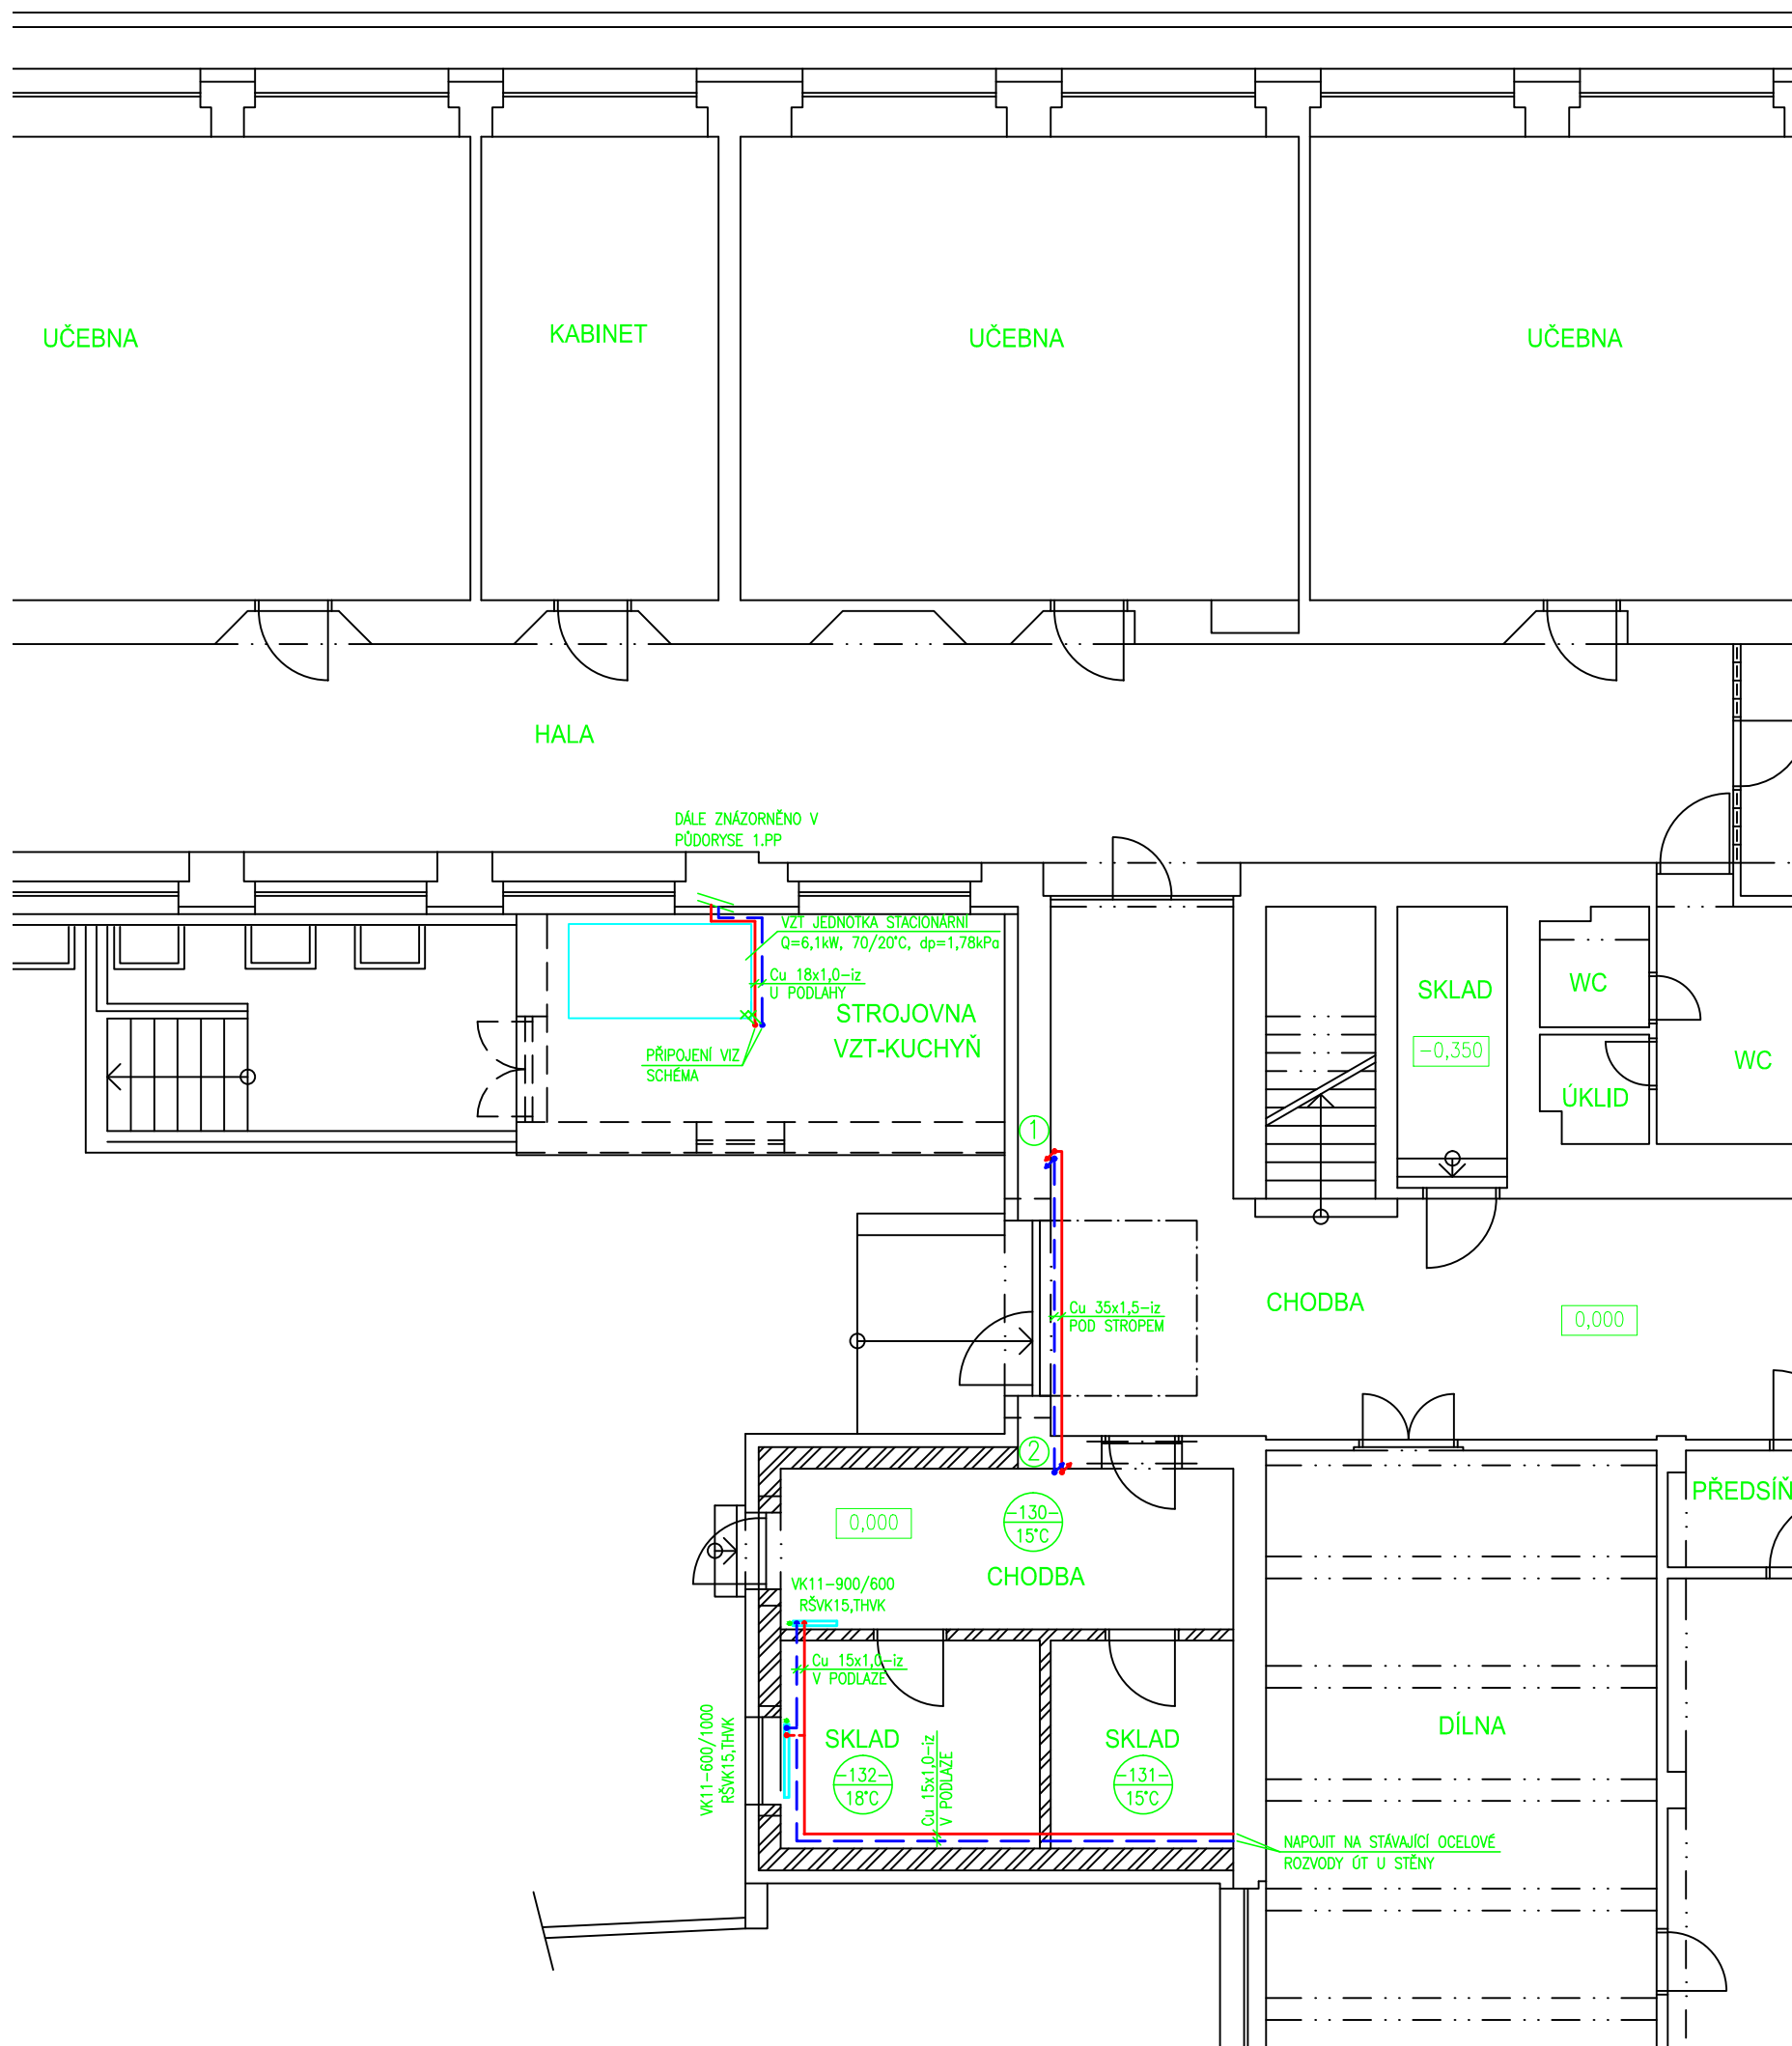 UČEBNA
KABINET
UČEBNA
UČEBNA
HALA
DÁLE ZNÁZORNĚNO V
PŮDORYSE 1.PP
VZT JEDNOTKA STACIONÁRNÍ
Q=6,1kW, 70/20°C, dp=1,78kPa
Cu 18x1,0-iz
U PODLAHY
STROJOVNA
VZT-KUCHYŇ
PŘIPOJENÍ VIZ
SCHÉMA
SKLAD
-0,350
WC
ÚKLID
WC
1
Cu 35x1,5-iz
POD STROPEM
CHODBA
0,000
2
PŘEDSÍŇ
0,000
-130-
15°C
CHODBA
VK11-900/600
RŠVK15,THVK
Cu 15x1,0-iz
V PODLAZE
VK11-600/1000
RŠVK15,THVK
SKLAD
-132-
18°C
Cu 15x1,0-iz
V PODLAZE
SKLAD
-131-
15°C
DÍLNA
NAPOJIT NA STÁVAJÍCÍ OCELOVÉ
ROZVODY ÚT U STĚNY